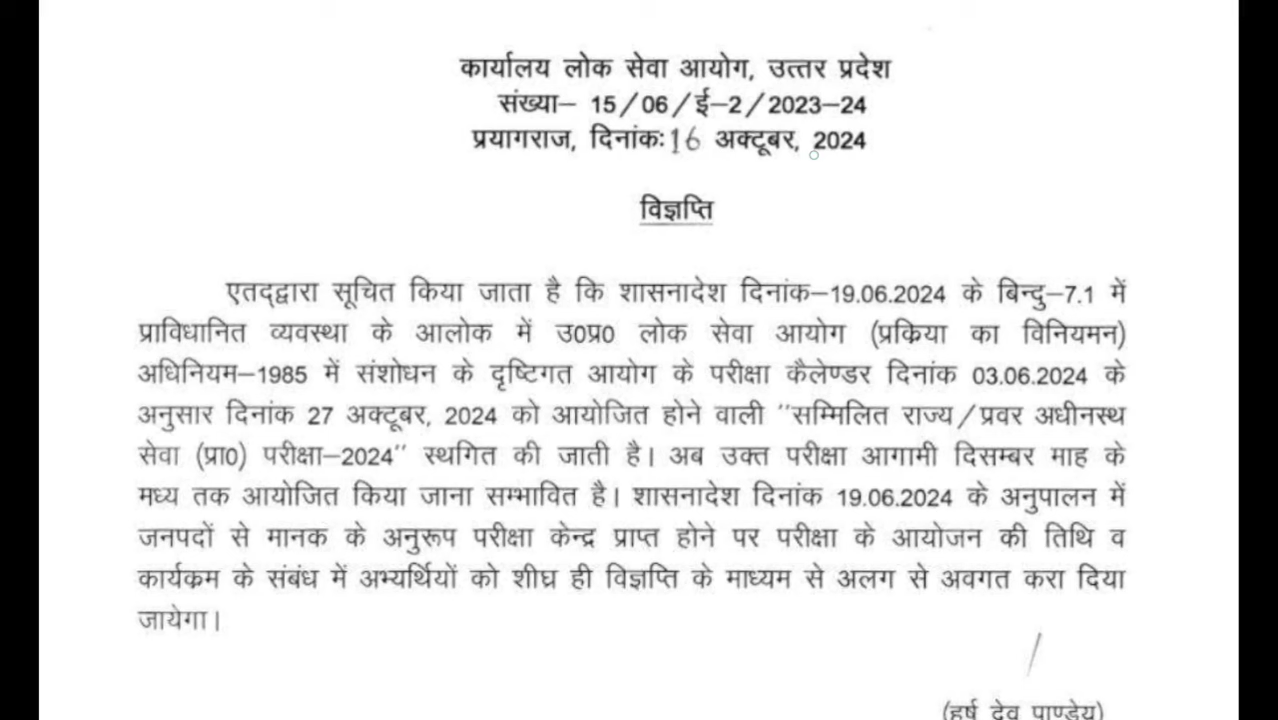 कार्यालय लोक सेवा आयोग, उत्तर प्रदेश
संख्या– 15/06/ई–2/2023–24
प्रयागराज, दिनांकः16 अक्टूबर, 2024
विज्ञप्ति
एतद्द्वारा सूचित किया जाता है कि शासनादेश दिनांक–19.06.2024 के बिन्दु–7.1 में
प्राविधानित व्यवस्था के आलोक में उ0प्र0 लोक सेवा आयोग (प्रक्रिया का विनियमन)
अधिनियम–1985 में संशोधन के दृष्टिगत आयोग के परीक्षा कैलेण्डर दिनांक 03.06.2024 के
अनुसार दिनांक 27 अक्टूबर, 2024 को आयोजित होने वाली "सम्मिलित राज्य/प्रवर अधीनस्थ
सेवा (प्रा0) परीक्षा–2024" स्थगित की जाती है। अब उक्त परीक्षा आगामी दिसम्बर माह के
मध्य तक आयोजित किया जाना सम्भावित है। शासनादेश दिनांक 19.06.2024 के अनुपालन में
जनपदों से मानक के अनुरूप परीक्षा केन्द्र प्राप्त होने पर परीक्षा के आयोजन की तिथि व
कार्यक्रम के संबंध में अभ्यर्थियों को शीघ्र ही विज्ञप्ति के माध्यम से अलग से अवगत करा दिया
जायेगा।
(हर्ष देव पाण्डेय)